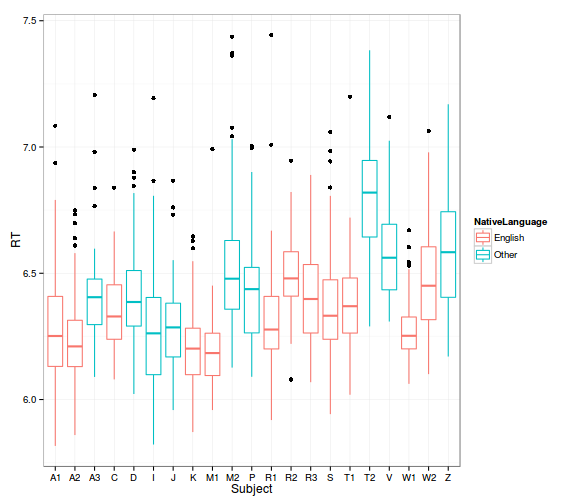 7.5
7.0
6.5
6.0
RT
A1 A2 A3 C D I J K M1 M2 P R1 R2 R3 S T1 T2 V W1 W2 Z
Subject
NativeLanguage
English
Other